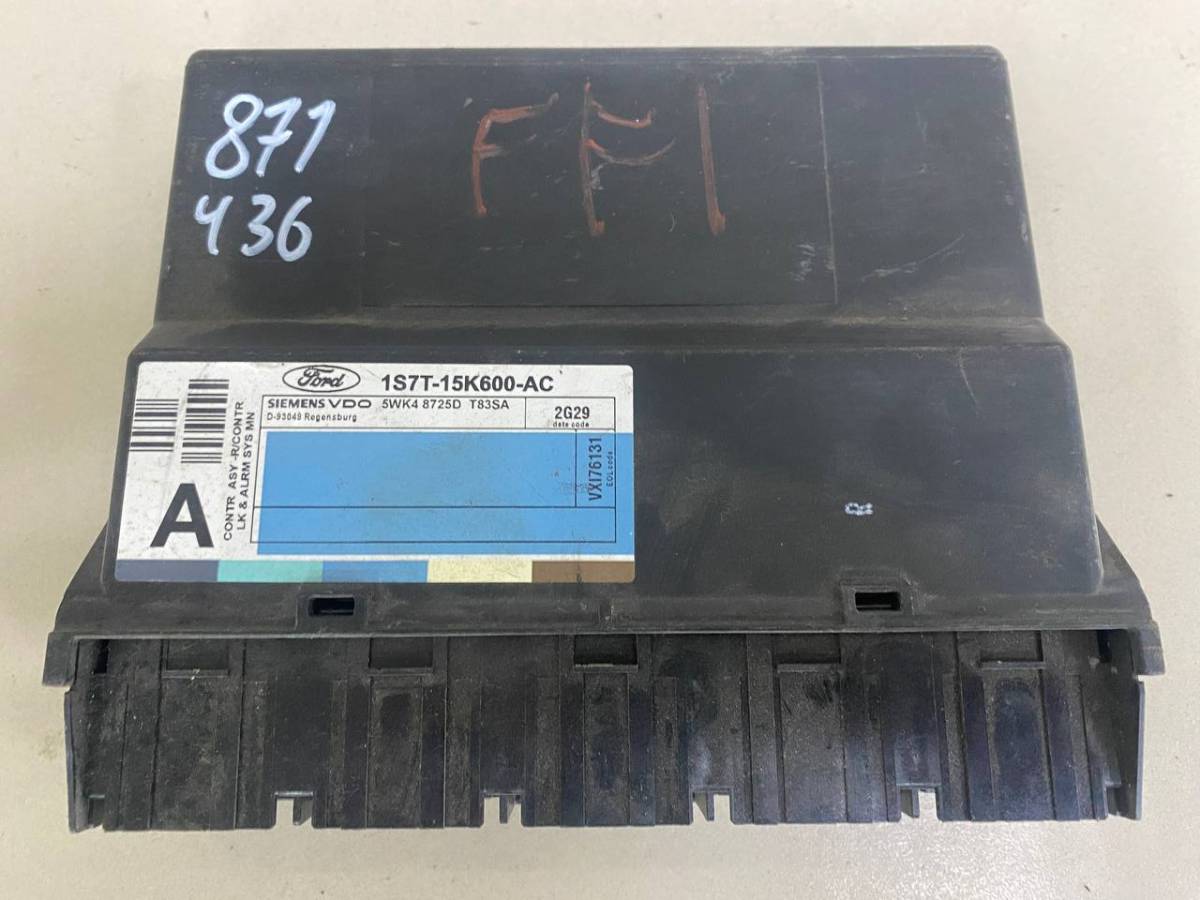 871
436
FF1
Ford
1S7T-15K600-AC
SIEMENS VDO 5WK4 8725D T83SA
D-93049 Regensburg
2G29
date code
VXI76131
EOL code
CONTR ASY -R/CONTR
LK & ALRM SYS MN
A